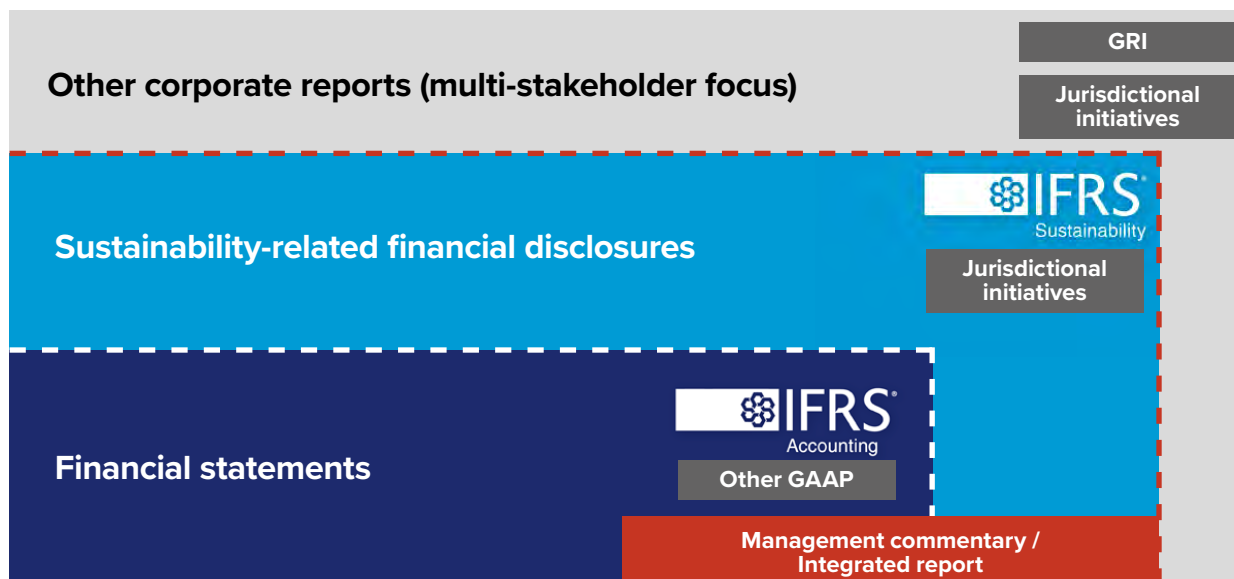 GRI
Other corporate reports (multi-stakeholder focus)
Jurisdictional
initiatives
IFRS®
Sustainability
Sustainability-related financial disclosures
Jurisdictional
initiatives
IFRS®
Accounting
Financial statements
Other GAAP
Management commentary /
Integrated report